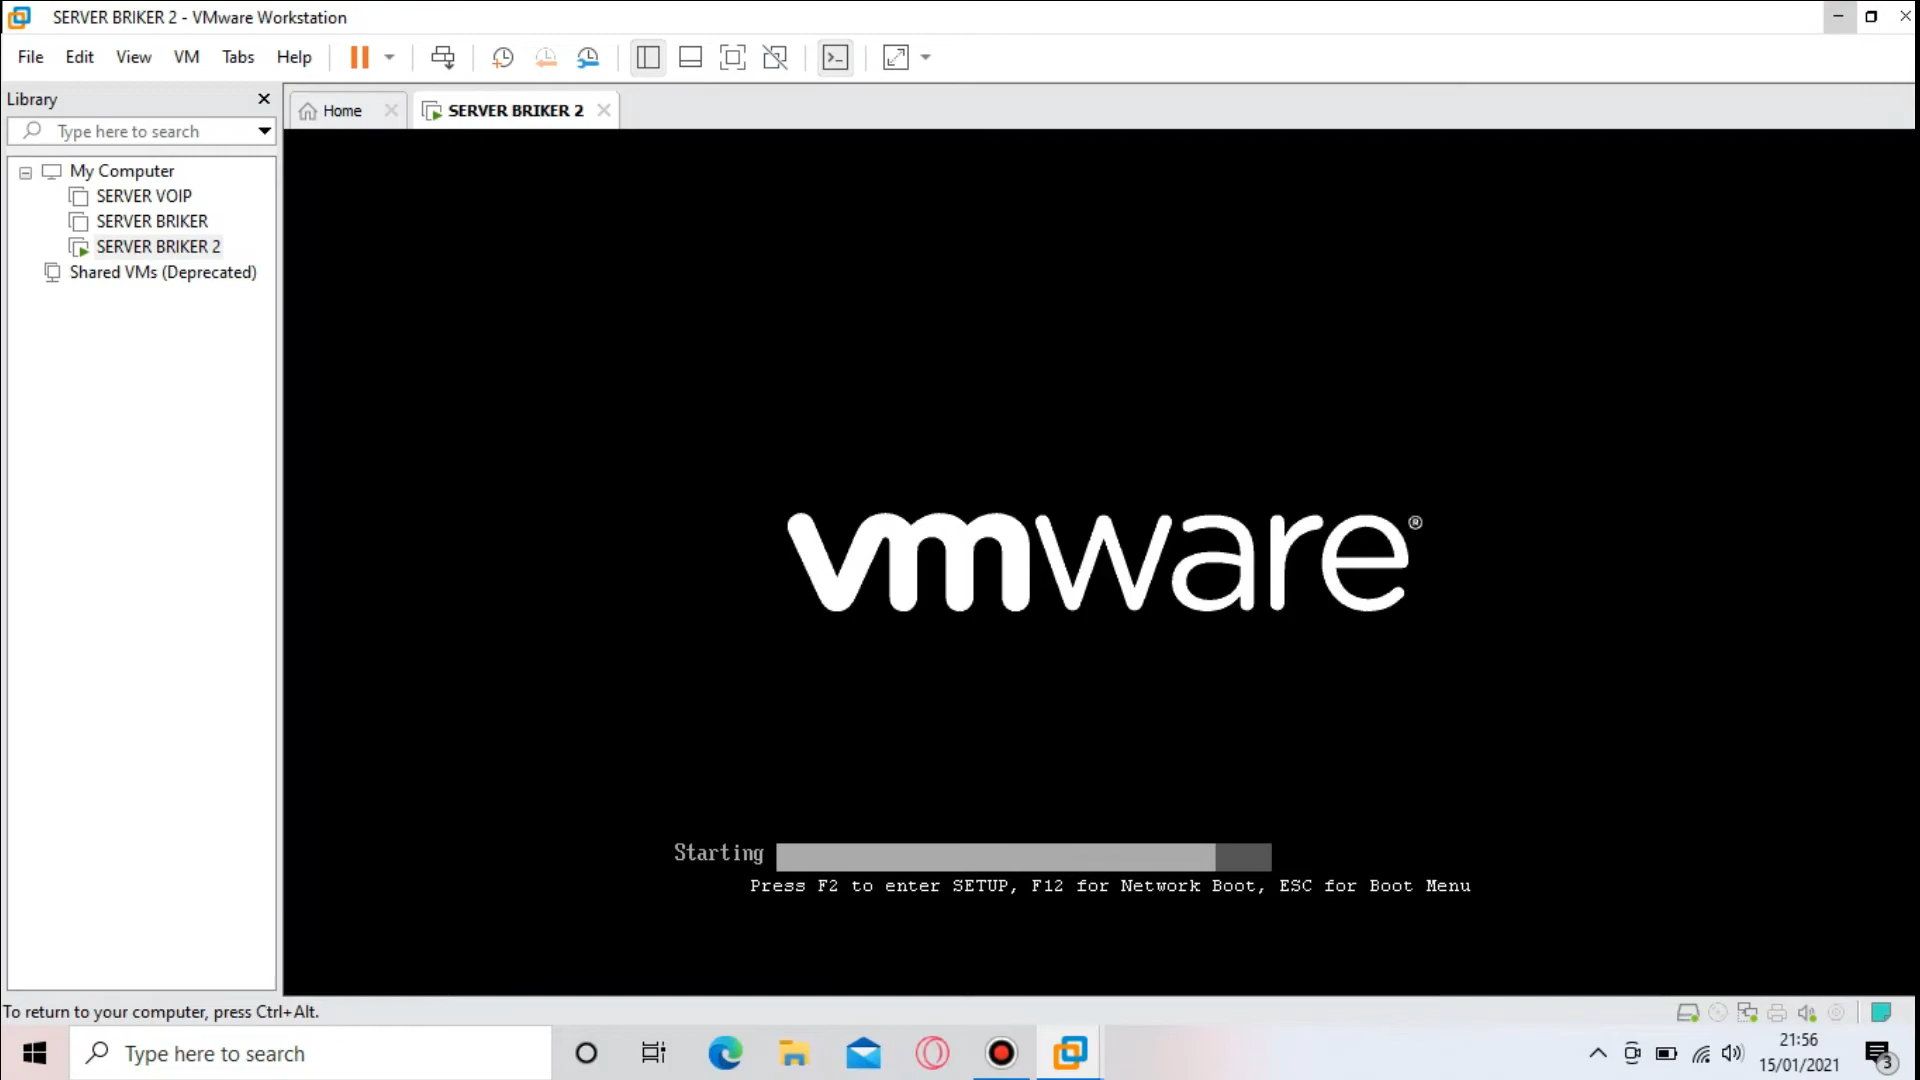 SERVER BRIKER 2 - VMware Workstation
File Edit View VM Tabs Help
Library
Type here to search
My Computer
SERVER VOIP
SERVER BRIKER
SERVER BRIKER 2
Shared VMs (Deprecated)
Home
SERVER BRIKER 2
vmware®
Starting
Press F2 to enter SETUP, F12 for Network Boot, ESC for Boot Menu
To return to your computer, press Ctrl+Alt.
Type here to search
21:56
15/01/2021
3